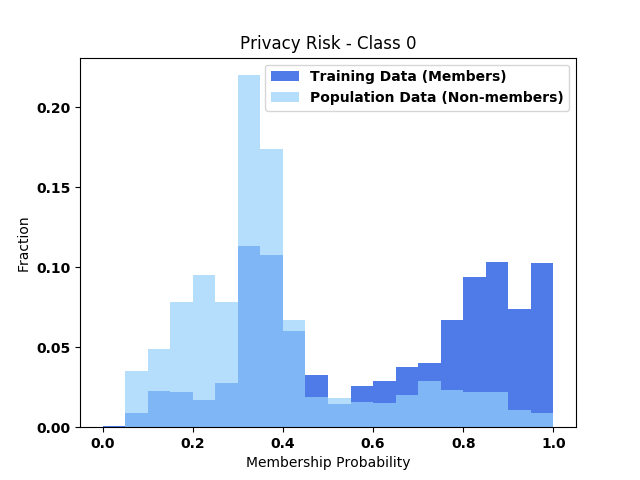 Privacy Risk - Class 0
Training Data (Members)
Population Data (Non-members)
0.20
0.15
0.10
0.05
0.00
Fraction
0.0 0.2 0.4 0.6 0.8 1.0
Membership Probability